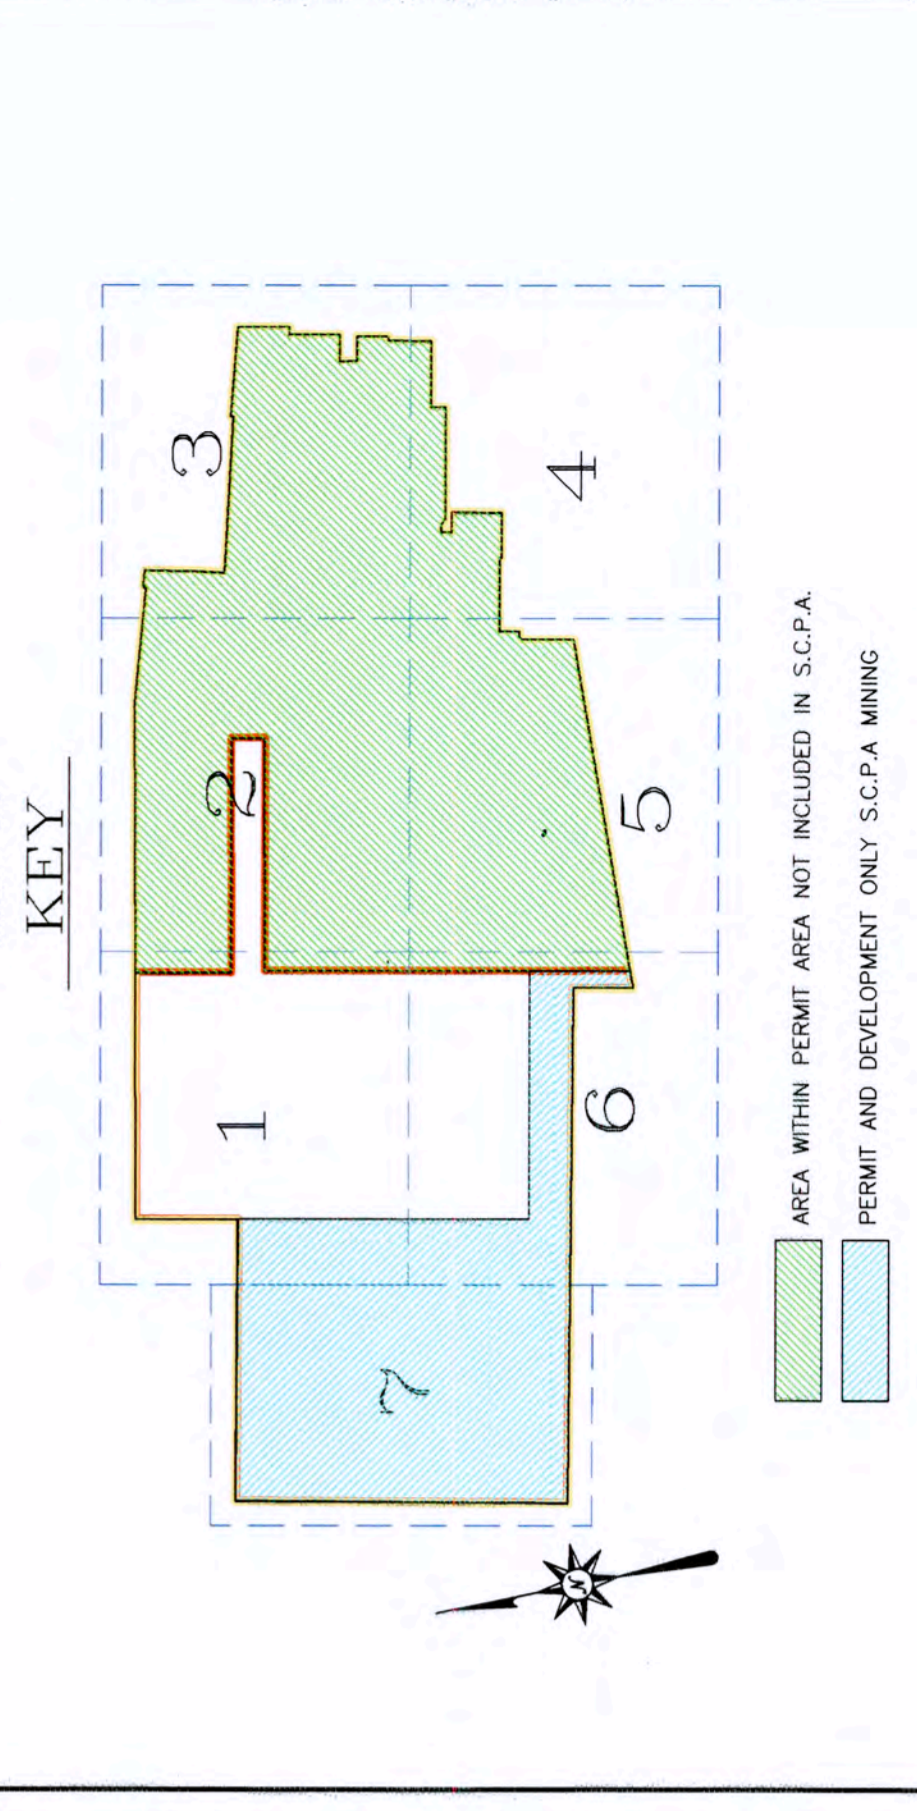 KEY
1
2
3
4
5
6
7
N
AREA WITHIN PERMIT AREA NOT INCLUDED IN S.C.P.A.
PERMIT AND DEVELOPMENT ONLY S.C.P.A MINING